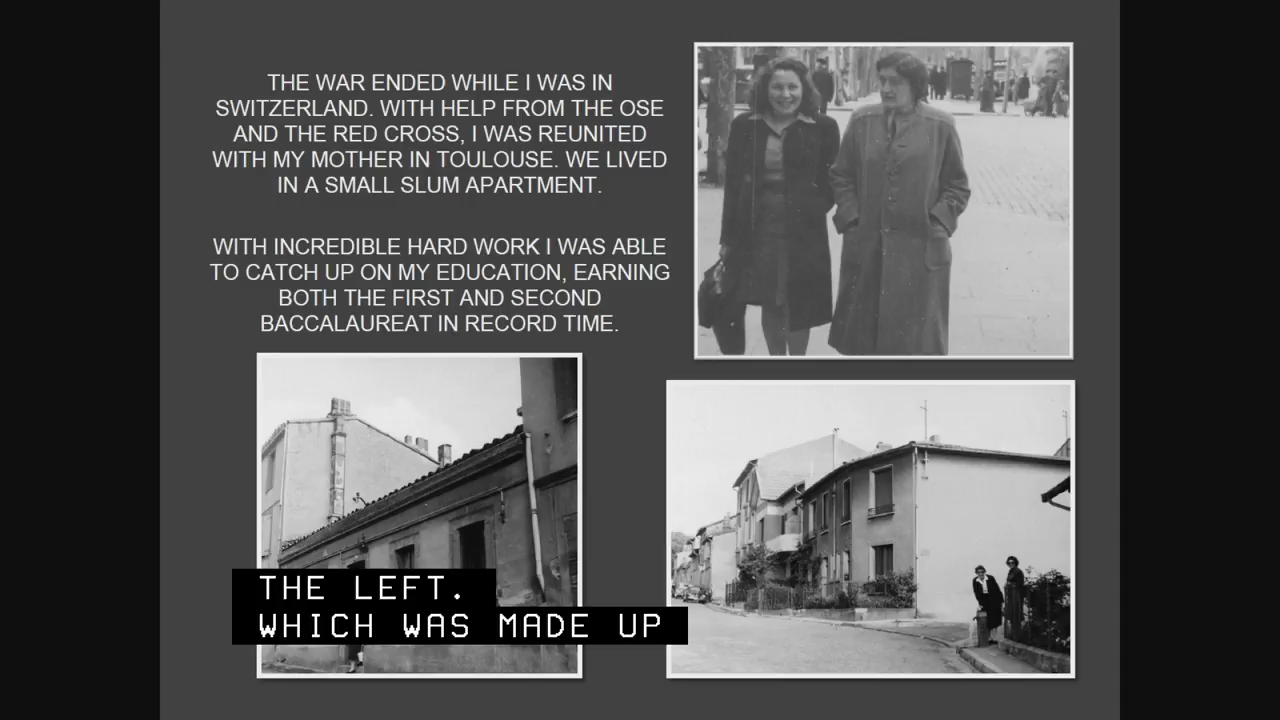 THE WAR ENDED WHILE I WAS IN
SWITZERLAND. WITH HELP FROM THE OSE
AND THE RED CROSS, I WAS REUNITED
WITH MY MOTHER IN TOULOUSE. WE LIVED
IN A SMALL SLUM APARTMENT.
WITH INCREDIBLE HARD WORK I WAS ABLE
TO CATCH UP ON MY EDUCATION, EARNING
BOTH THE FIRST AND SECOND
BACCALAUREAT IN RECORD TIME.
THE LEFT.
WHICH WAS MADE UP